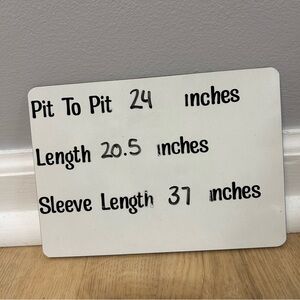 Pit To Pit 24 inches
Length 20.5 inches
Sleeve Length 37 inches